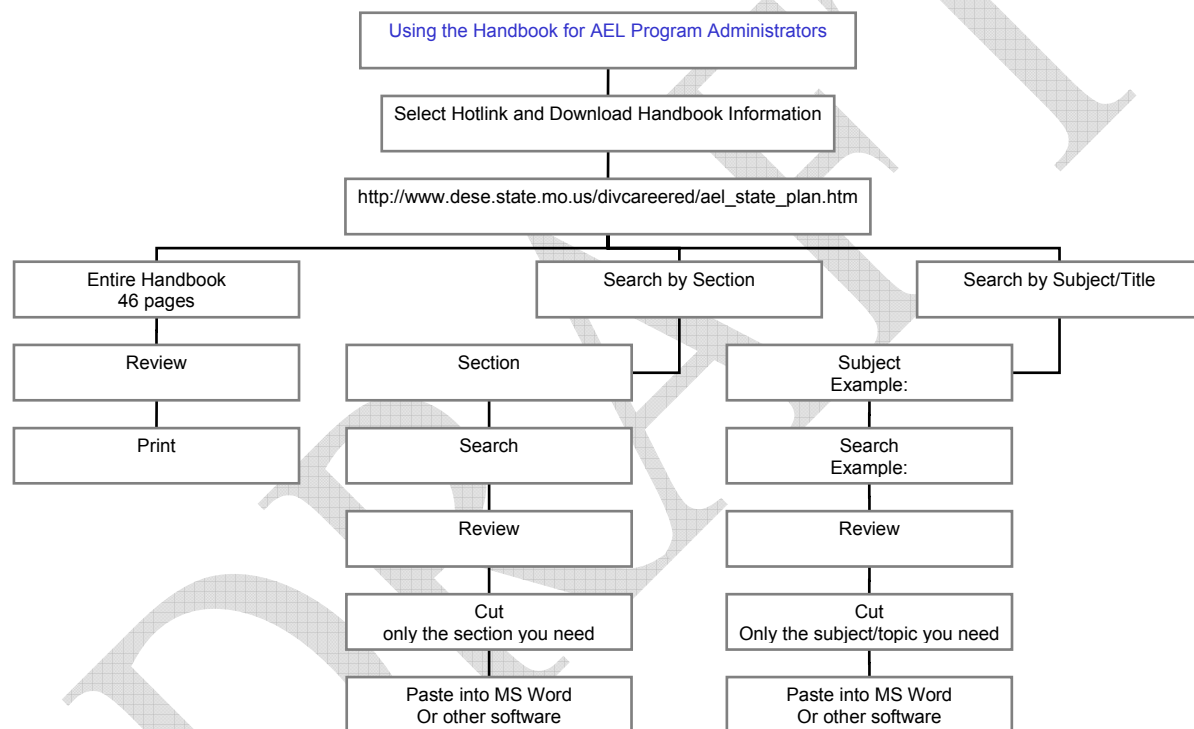 Using the Handbook for AEL Program Administrators
Select Hotlink and Download Handbook Information
http://www.dese.state.mo.us/divcareered/ael_state_plan.htm
Entire Handbook
46 pages
Review
Print
Search by Section
Section
Search
Review
Cut
only the section you need
Paste into MS Word
Or other software
Search by Subject/Title
Subject
Example:
Search
Example:
Review
Cut
Only the subject/topic you need
Paste into MS Word
Or other software
DRAFT